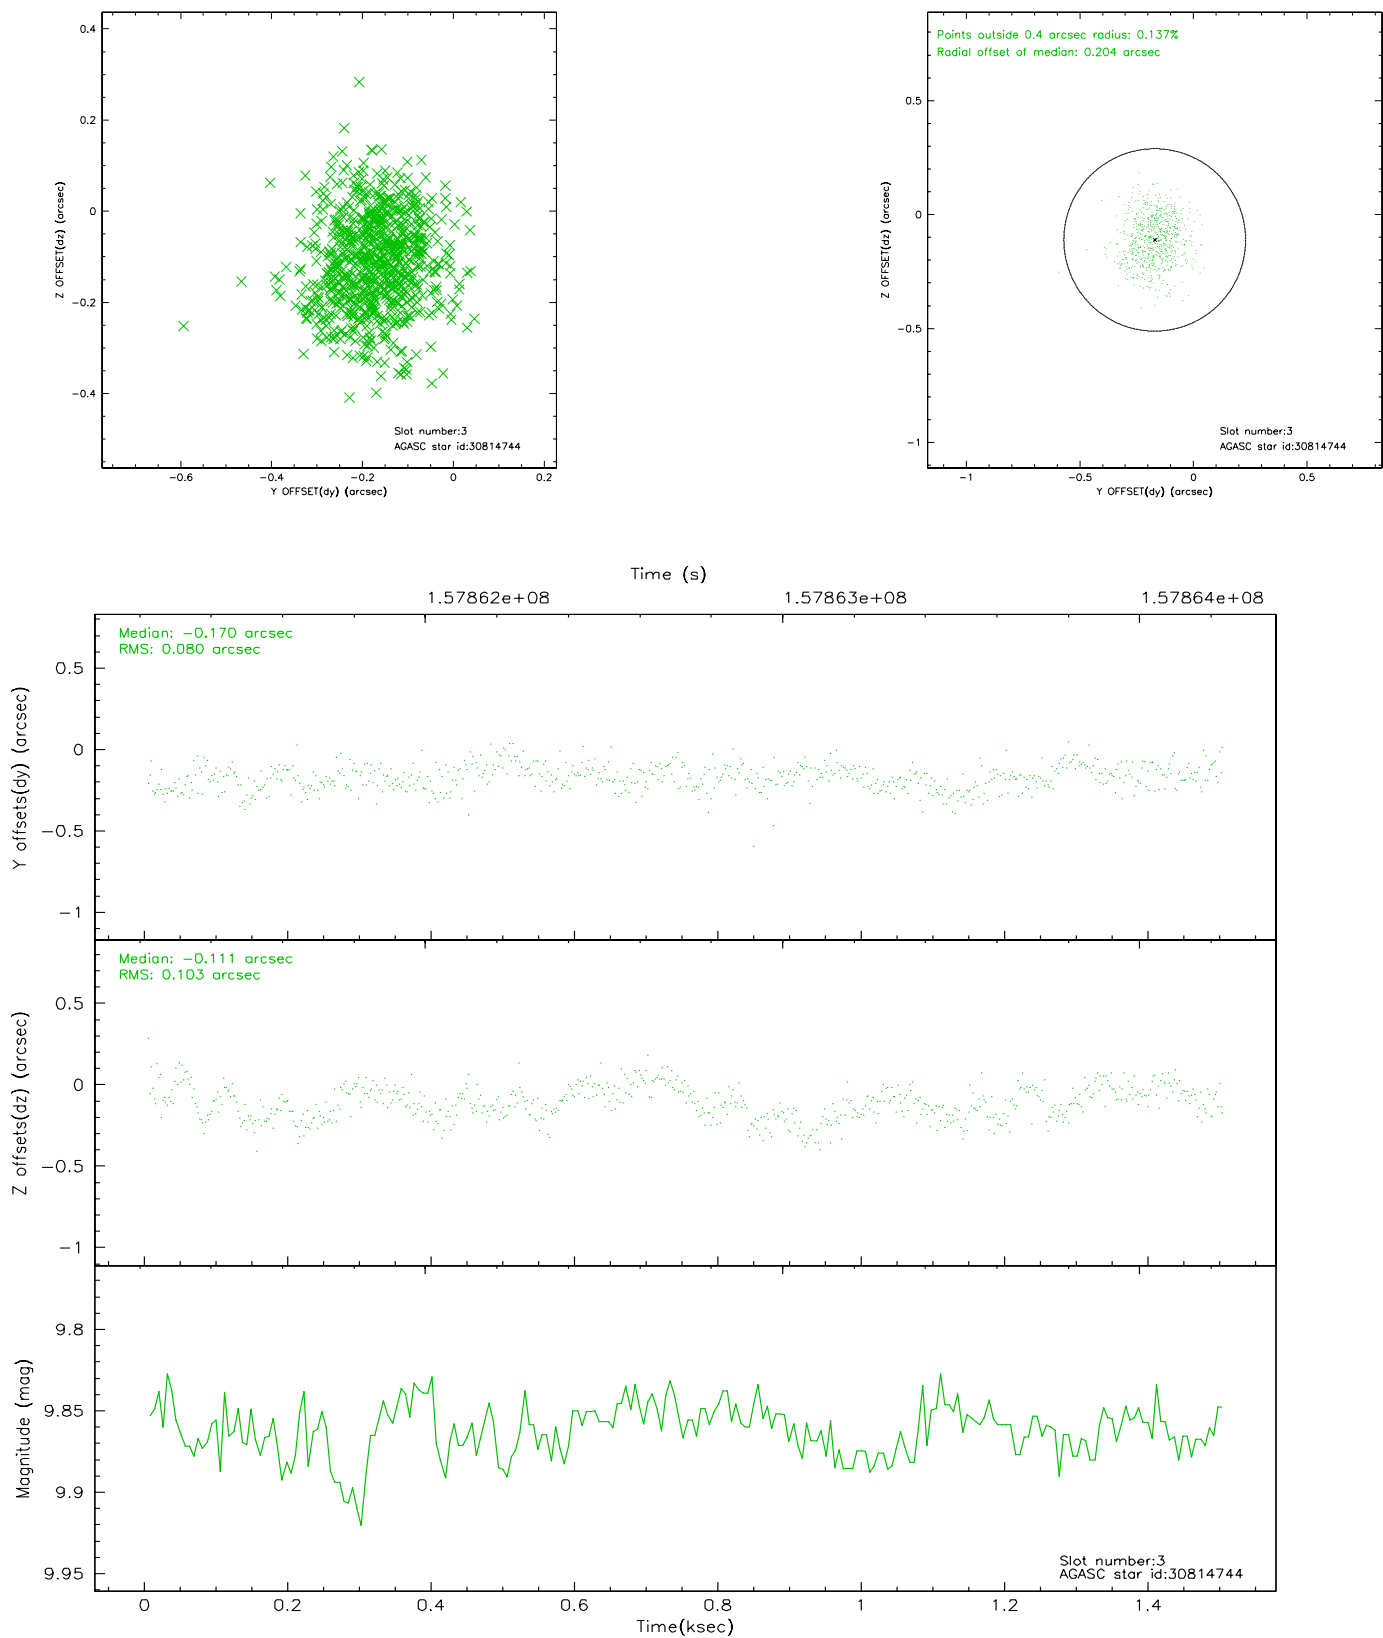 0.4
0.2
0
−0.2
−0.4
Z OFFSET(dz) (arcsec)
Slot number:3
AGASC star id:30814744
−0.6 −0.4 −0.2 0 0.2
Y OFFSET(dy) (arcsec)
Points outside 0.4 arcsec radius: 0.137%
Radial offset of median: 0.204 arcsec
0.5
0
−0.5
−1
Z OFFSET(dz) (arcsec)
Slot number:3
AGASC star id:30814744
−1 −0.5 0 0.5
Y OFFSET(dy) (arcsec)
Time (s)
1.57862e+08 1.57863e+08 1.57864e+08
Median: −0.170 arcsec
RMS: 0.080 arcsec
0.5
0
−0.5
−1
Y offsets(dy) (arcsec)
Median: −0.111 arcsec
RMS: 0.103 arcsec
0.5
0
−0.5
−1
Z offsets(dz) (arcsec)
9.8
9.85
9.9
9.95
Magnitude (mag)
Slot number:3
AGASC star id:30814744
0 0.2 0.4 0.6 0.8 1 1.2 1.4
Time(ksec)